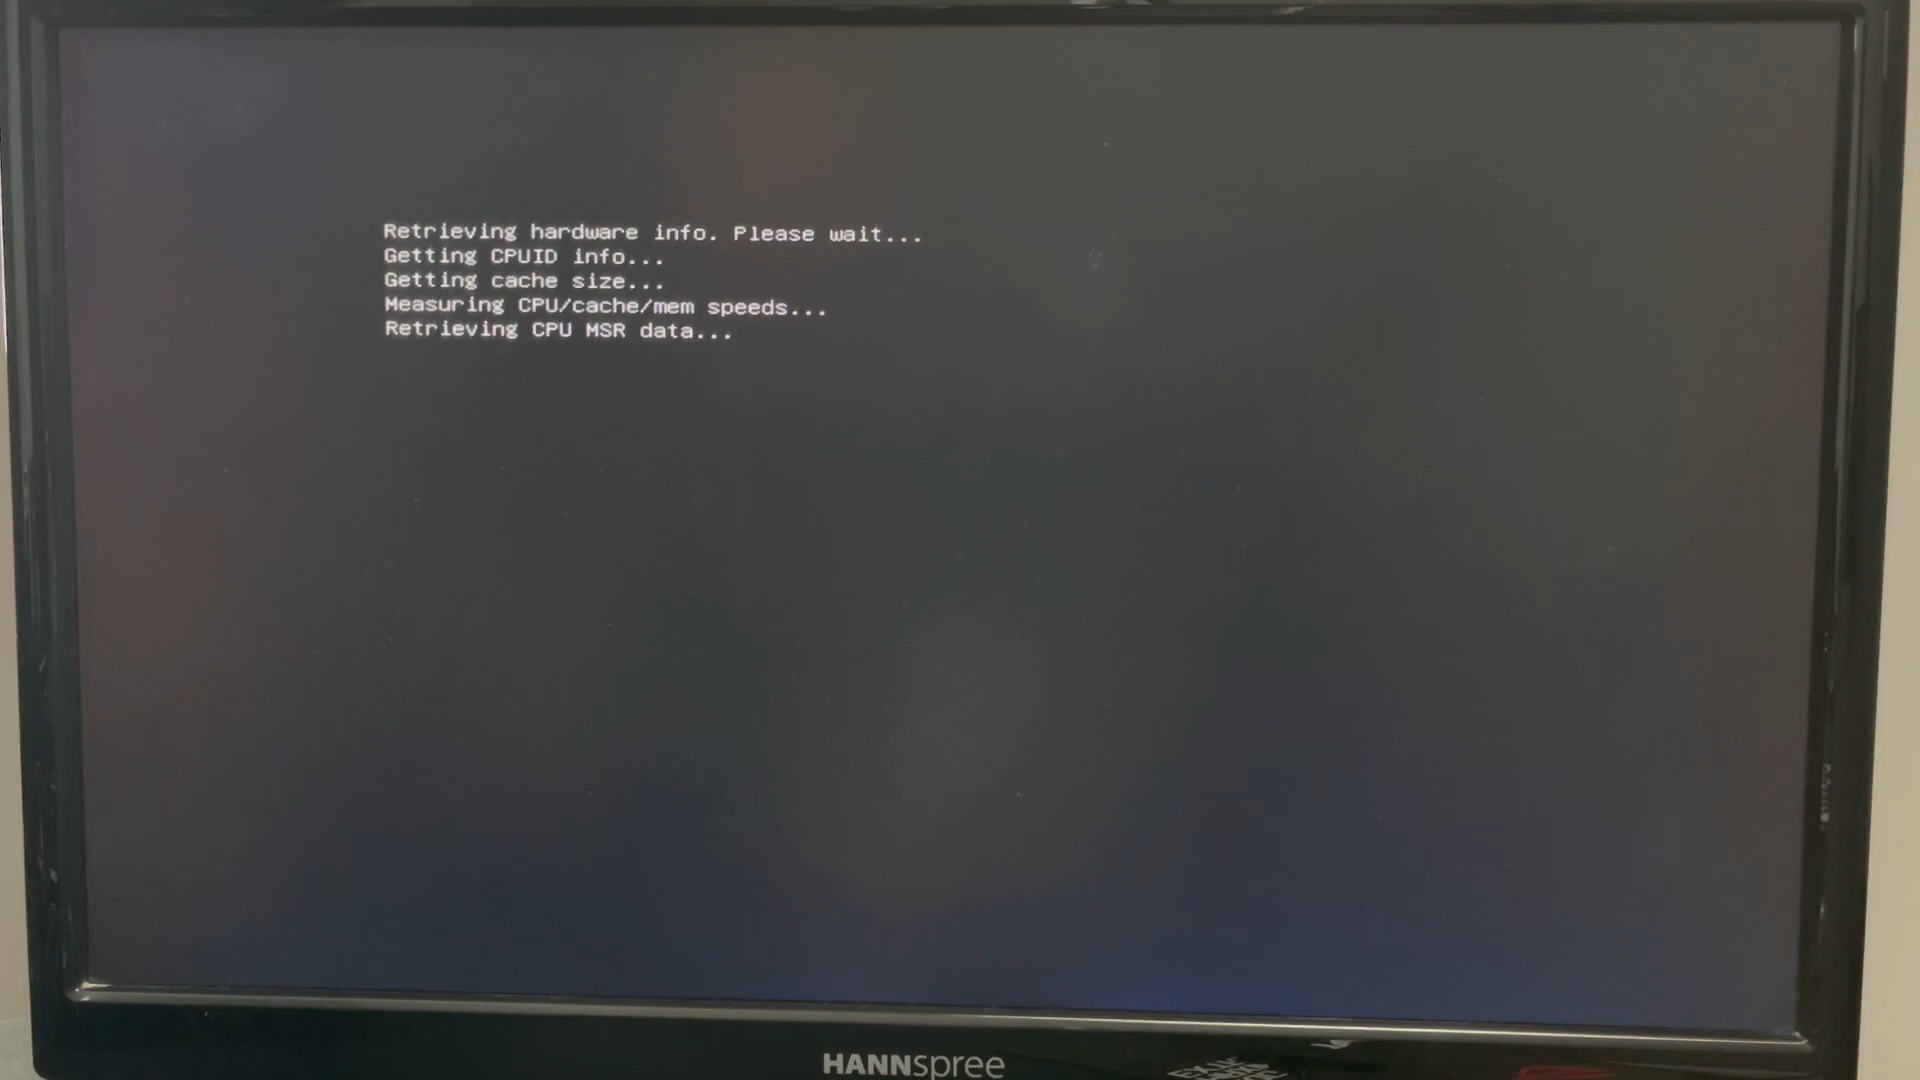 Retrieving hardware info. Please wait...
Getting CPUID info...
Getting cache size...
Measuring CPU/cache/mem speeds...
Retrieving CPU MSR data...
HANNspree